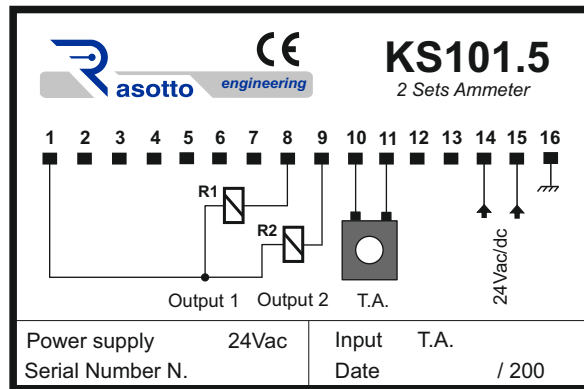 Rasotto
engineering
CE
KS101.5
2 Sets Ammeter
1 2 3 4 5 6 7 8 9 10 11 12 13 14 15 16
R1
R2
24Vac/dc
Output 1 Output 2 T.A.
Power supply 24Vac
Serial Number N.
Input T.A.
Date / 200